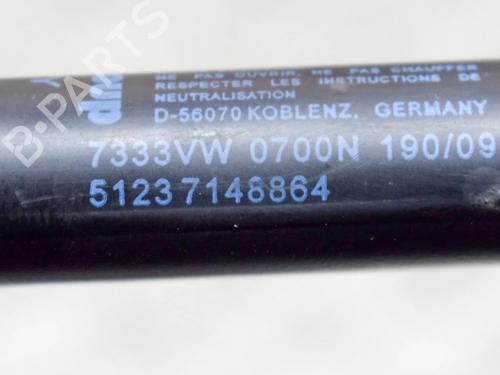 B-PARTS
NE PAS OUVRIR, NE PAS CHAUFFER
RESPECTER LES INSTRUCTIONS DE
NEUTRALISATION
D-56070 KOBLENZ, GERMANY
7333VW 0700N 190/09
51237148864